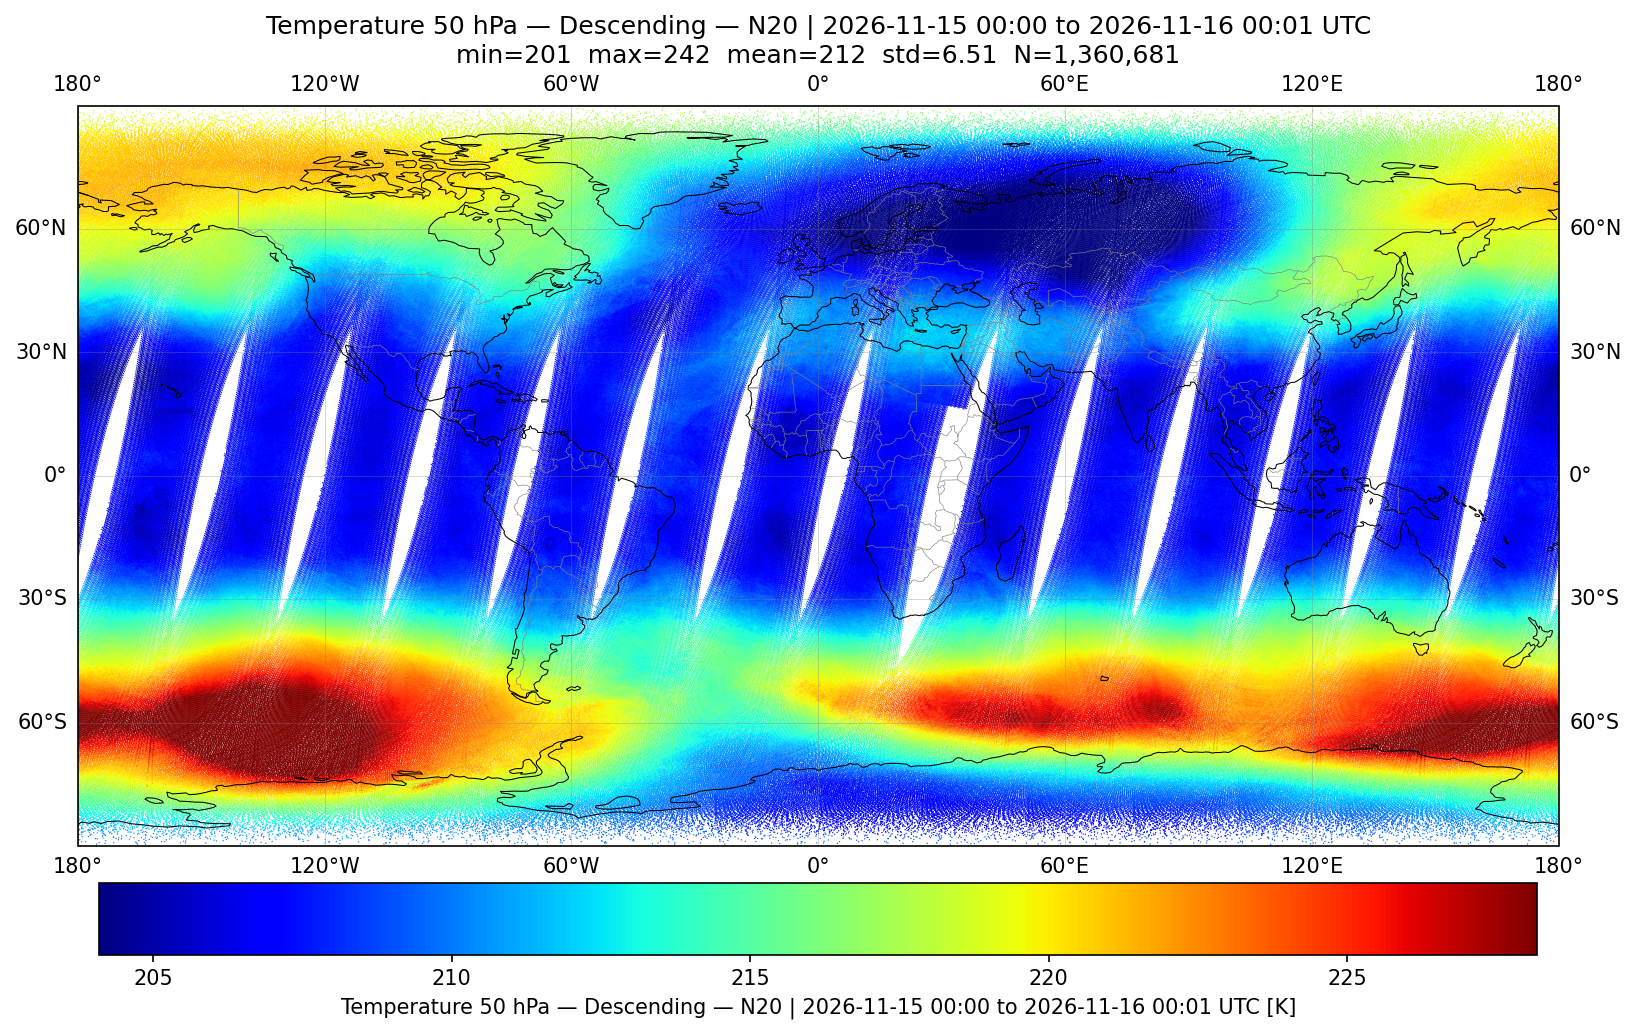 Temperature 50 hPa — Descending — N20 | 2026-11-15 00:00 to 2026-11-16 00:01 UTC
min=201  max=242  mean=212  std=6.51  N=1,360,681
180° 120°W 60°W 0° 60°E 120°E 180°
60°N 60°N
30°N 30°N
0° 0°
30°S 30°S
60°S 60°S
180° 120°W 60°W 0° 60°E 120°E 180°
205 210 215 220 225
Temperature 50 hPa — Descending — N20 | 2026-11-15 00:00 to 2026-11-16 00:01 UTC [K]